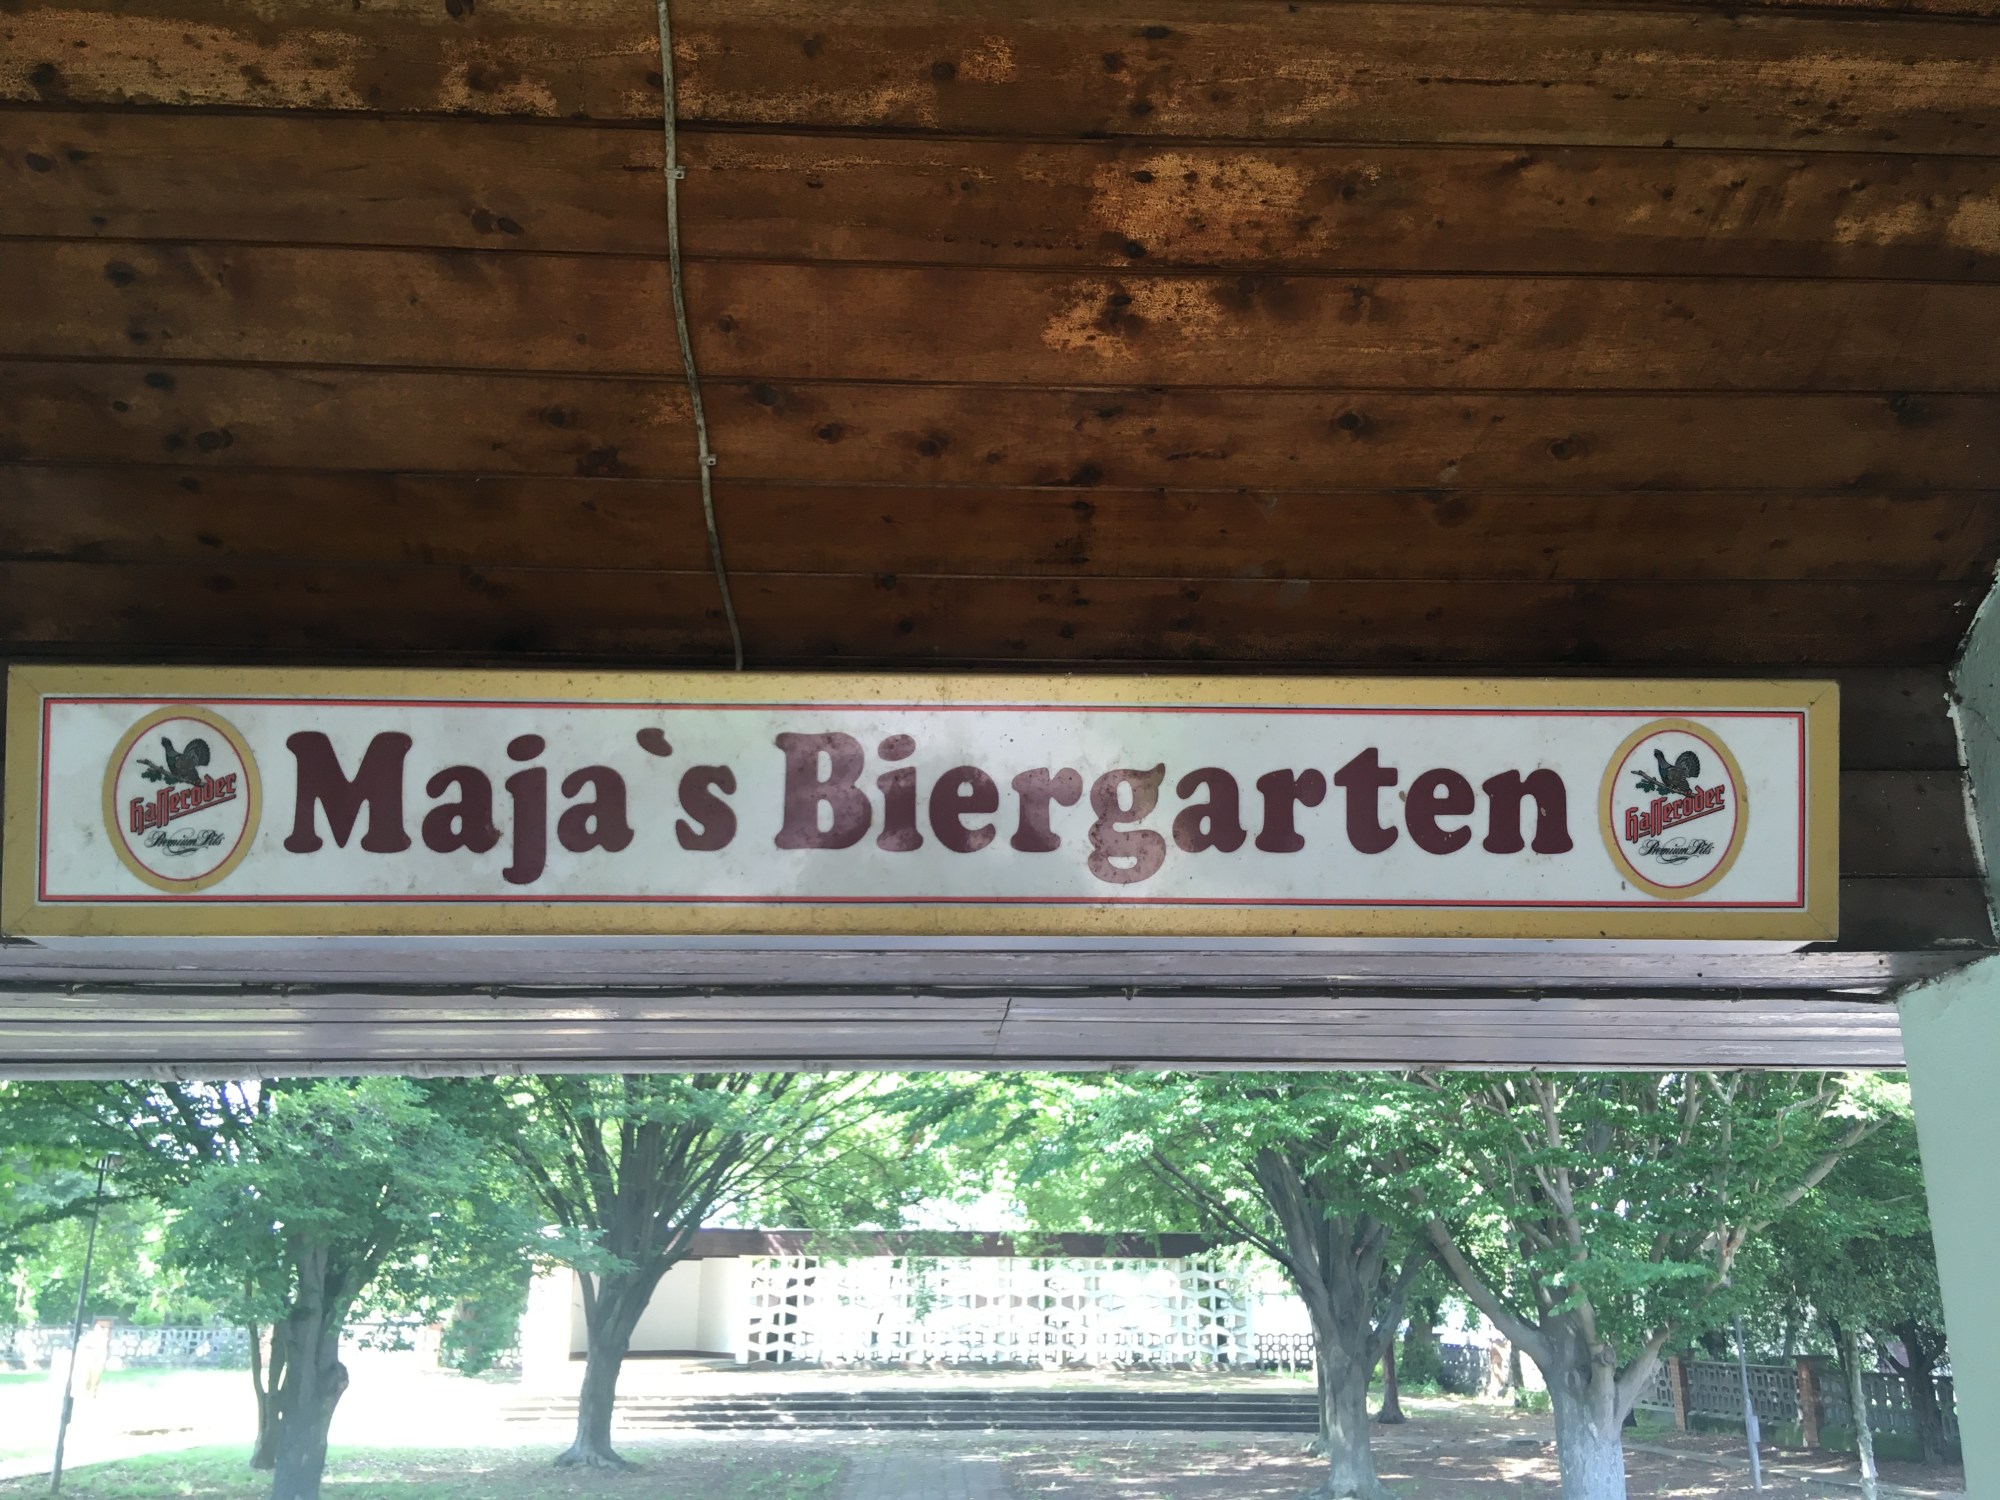 Hasseröder
Premium Pils
Maja`s Biergarten
Hasseröder
Premium Pils